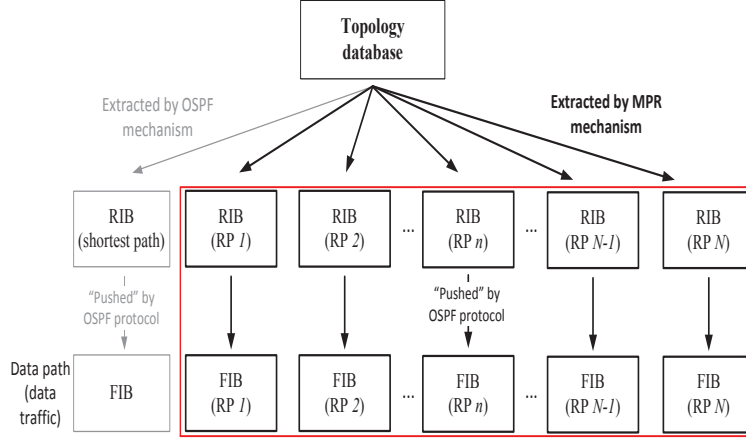 Topology
database
Extracted by OSPF
mechanism
Extracted by MPR
mechanism
RIB
(shortest path)
RIB
(RP 1)
RIB
(RP 2)
...
RIB
(RP n)
...
RIB
(RP N-1)
RIB
(RP N)
“Pushed” by
OSPF protocol
“Pushed” by
OSPF protocol
Data path
(data
traffic)
FIB
FIB
(RP 1)
FIB
(RP 2)
...
FIB
(RP n)
...
FIB
(RP N-1)
FIB
(RP N)